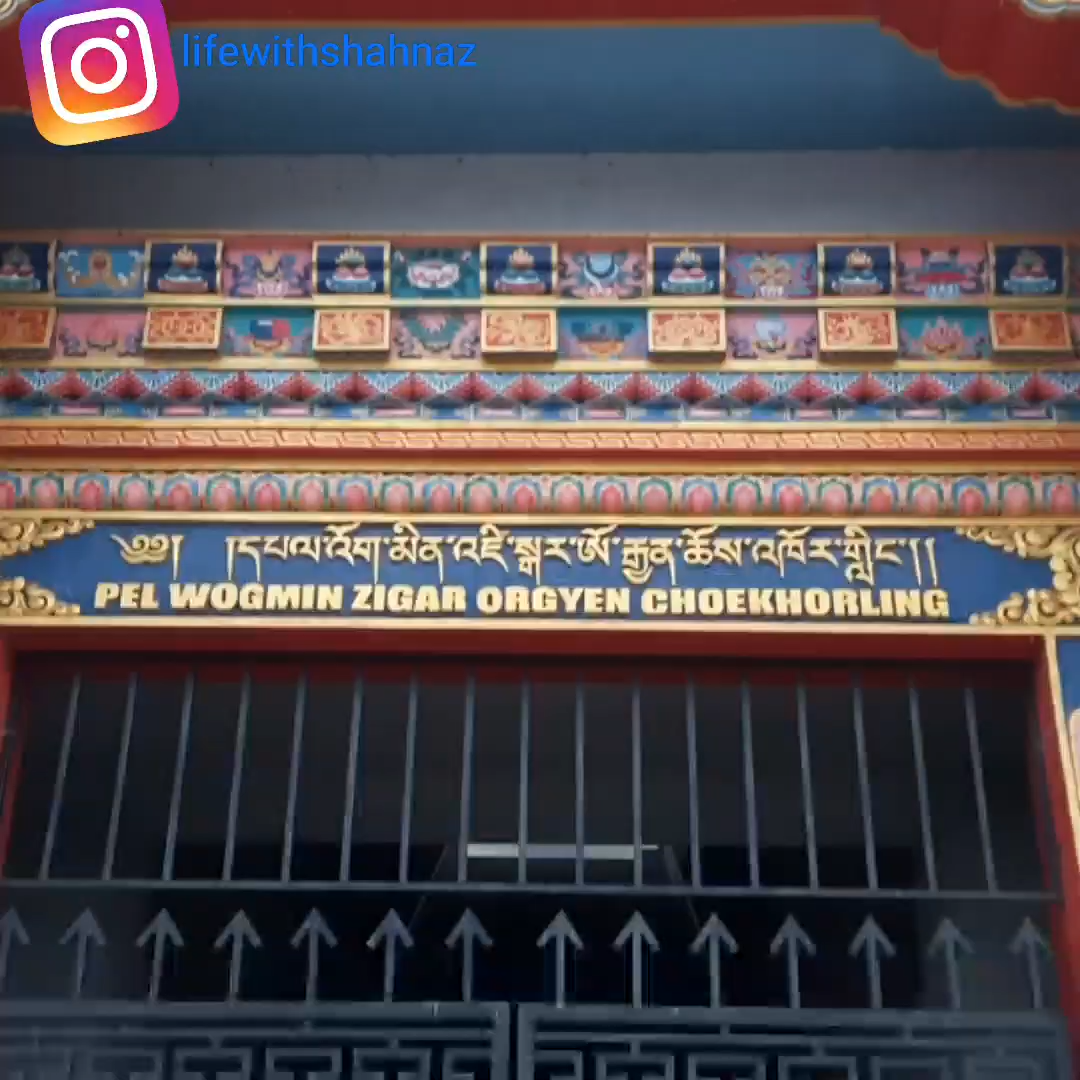 lifewithshahnaz
༄༅། །དཔལ་འོག་མིན་འཛི་སྒར་ཨོ་རྒྱན་ཆོས་འཁོར་གླིང་།།
PEL WOGMIN ZIGAR ORGYEN CHOEKHORLING